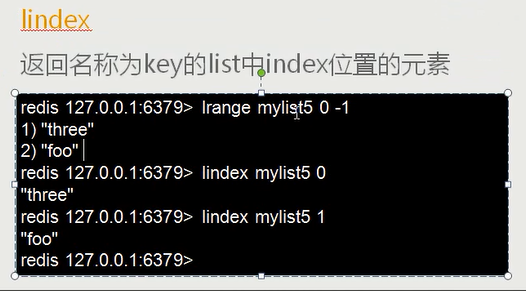 lindex
返回名称为key的list中index位置的元素
redis 127.0.0.1:6379> lrange mylist5 0 -1
1) "three"
2) "foo"
redis 127.0.0.1:6379> lindex mylist5 0
"three"
redis 127.0.0.1:6379> lindex mylist5 1
"foo"
redis 127.0.0.1:6379>